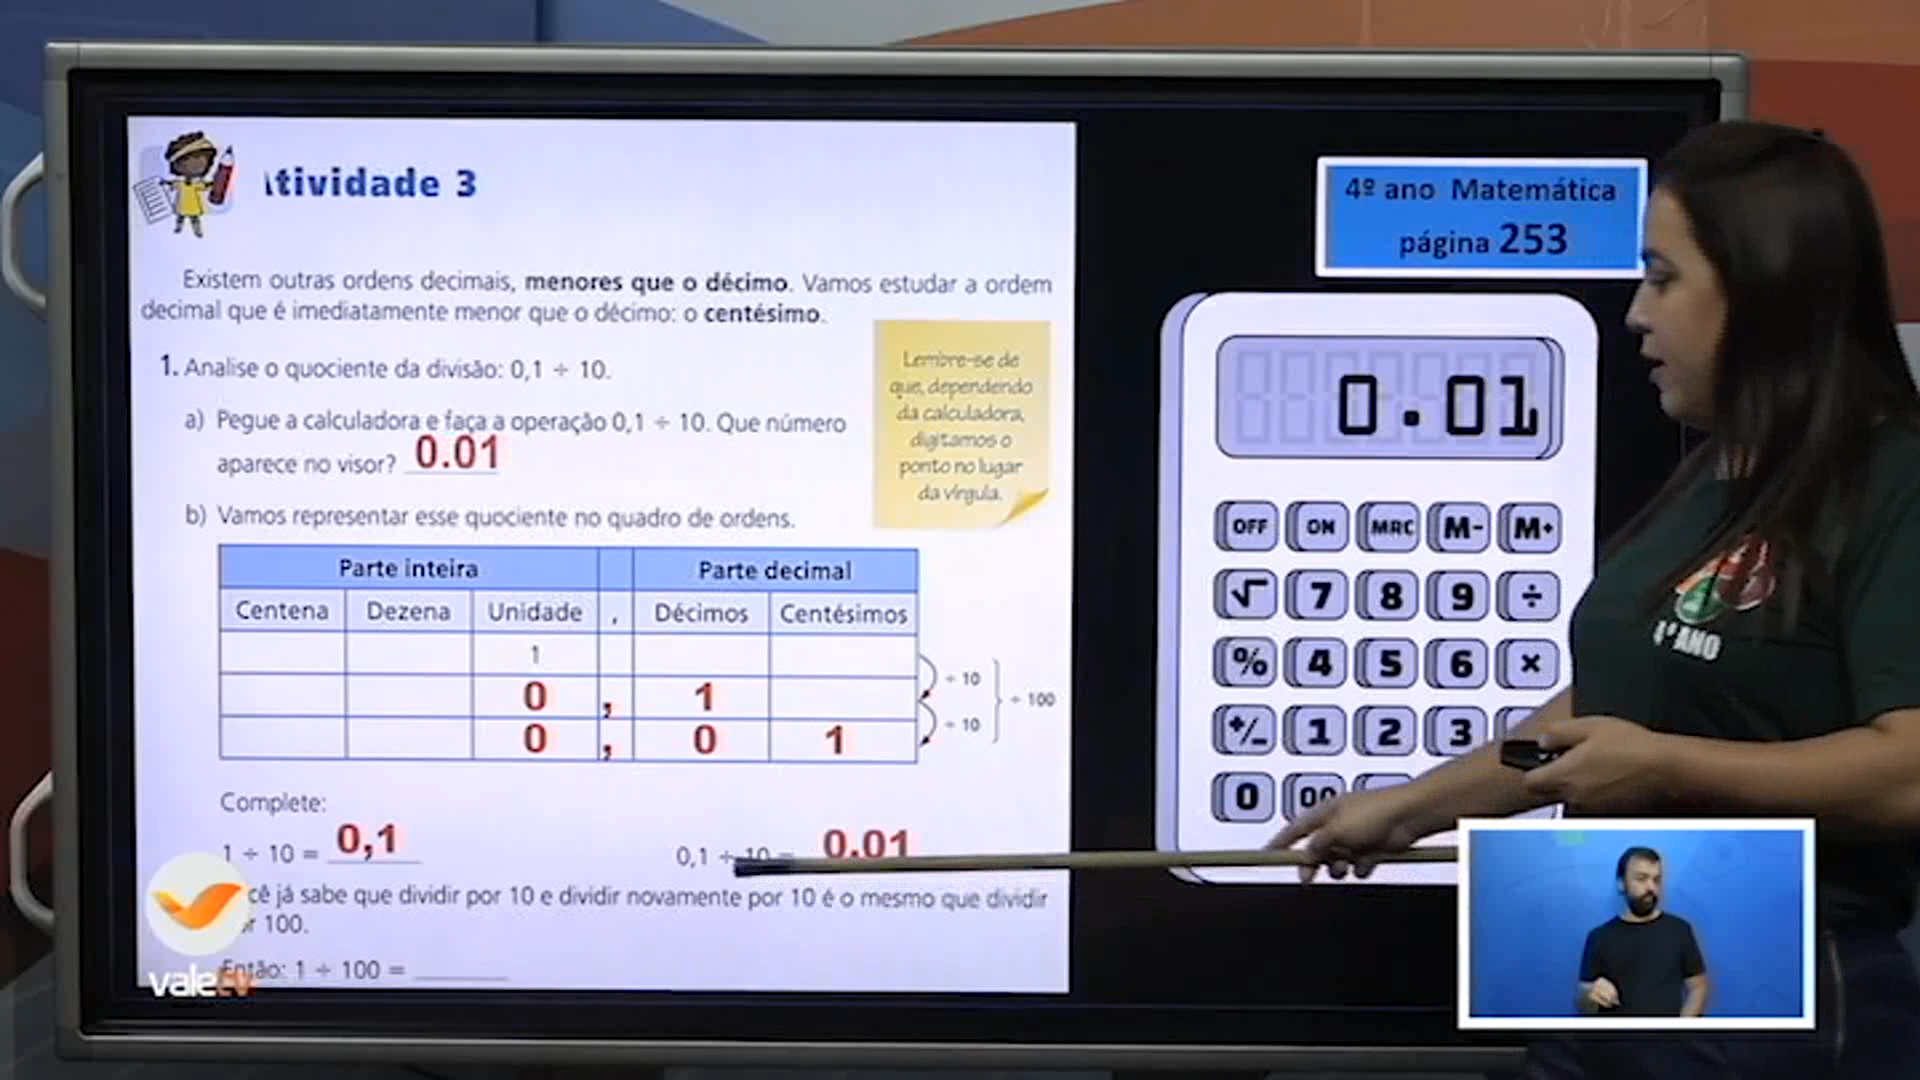 tividade 3
Existem outras ordens decimais, menores que o décimo. Vamos estudar a ordem
decimal que é imediatamente menor que o décimo: o centésimo.
1. Analise o quociente da divisão: 0,1 ÷ 10.
a) Pegue a calculadora e faça a operação 0,1 ÷ 10. Que número
aparece no visor? 0.01
Lembre-se de
que, dependendo
da calculadora,
digitamos o
ponto no lugar
da vírgula.
b) Vamos representar esse quociente no quadro de ordens.
Parte inteira Parte decimal
Centena Dezena Unidade , Décimos Centésimos
1
0 , 1
0 , 0 1
÷ 10
÷ 10
÷ 100
Complete:
1 ÷ 10 = 0,1
0,1 ÷ 10 = 0.01
cê já sabe que dividir por 10 e dividir novamente por 10 é o mesmo que dividir
r 100.
Então: 1 ÷ 100 =
valetv
4º ano Matemática
página 253
0.01
OFF ON MRC M- M+
√ 7 8 9 ÷
% 4 5 6 ×
+/- 1 2 3
0 00
4º ANO